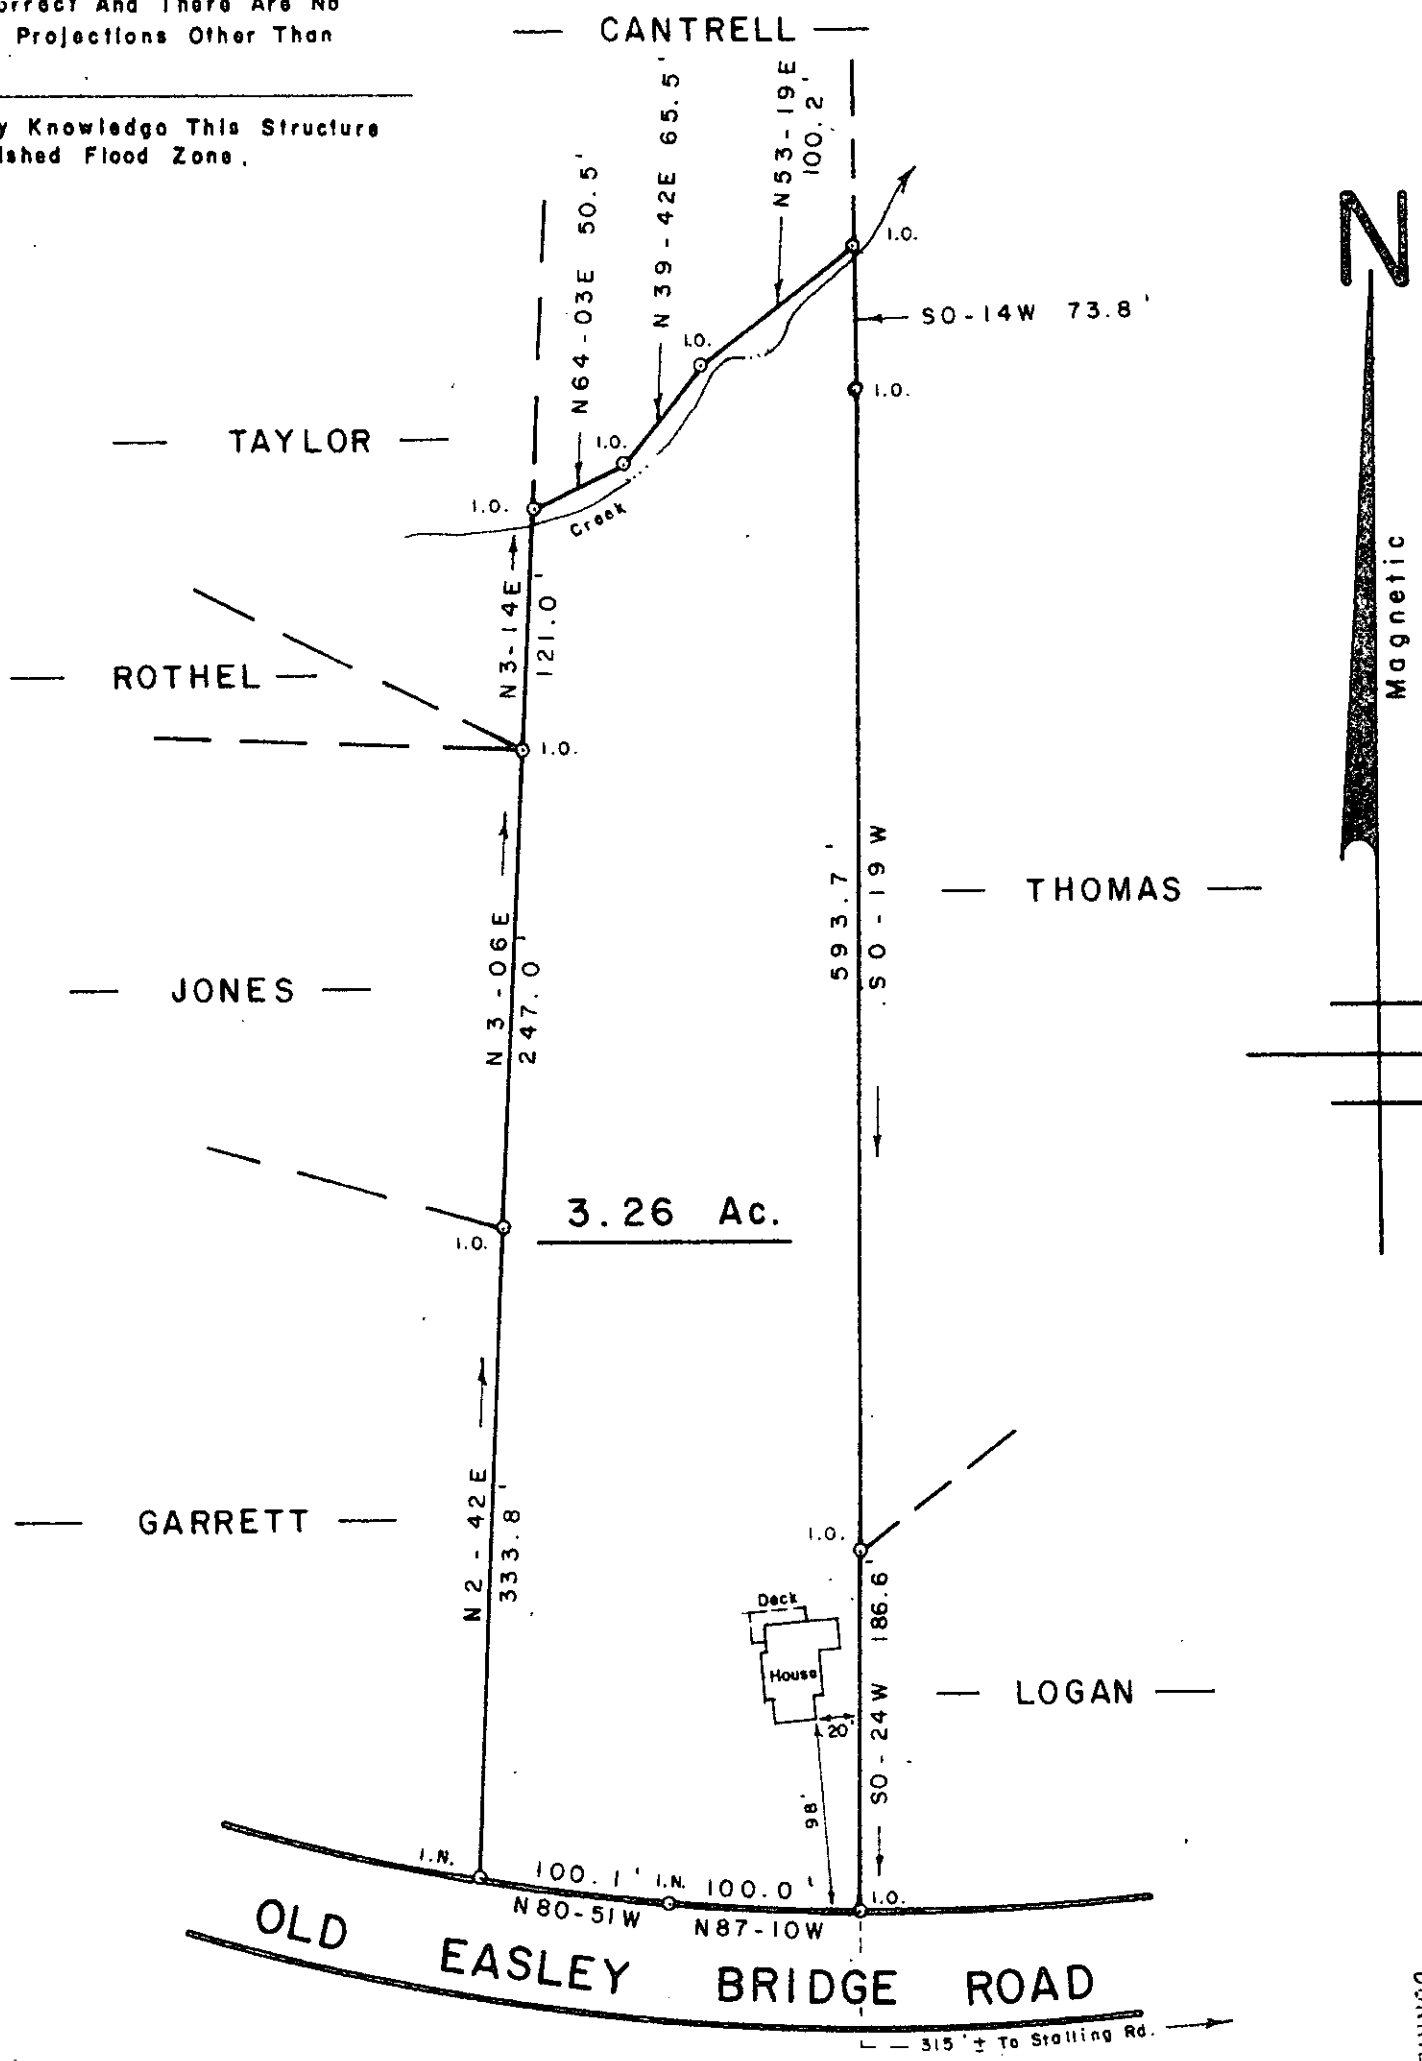 orrect And There Are No
Projections Other Than
y Knowledge This Structure
ished Flood Zone.
— CANTRELL —
N64-03E 50.5'
N39-42E 65.5'
N53-19E
100.2'
I.O.
S0-14W 73.8'
I.O.
I.O.
I.O.
I.O.
Creek
N
Magnetic
— TAYLOR —
N3-14E
121.0'
— ROTHEL —
I.O.
593.7'
S0-19W
— THOMAS —
N3-06E
247.0'
— JONES —
3.26 Ac.
I.O.
N2-42E
333.8'
— GARRETT —
I.O.
Deck
House
20'
98'
S0-24W 186.6'
— LOGAN —
I.N.
100.1'
I.N.
100.0'
I.O.
N80-51W
N87-10W
OLD EASLEY BRIDGE ROAD
315'± To Stalling Rd.